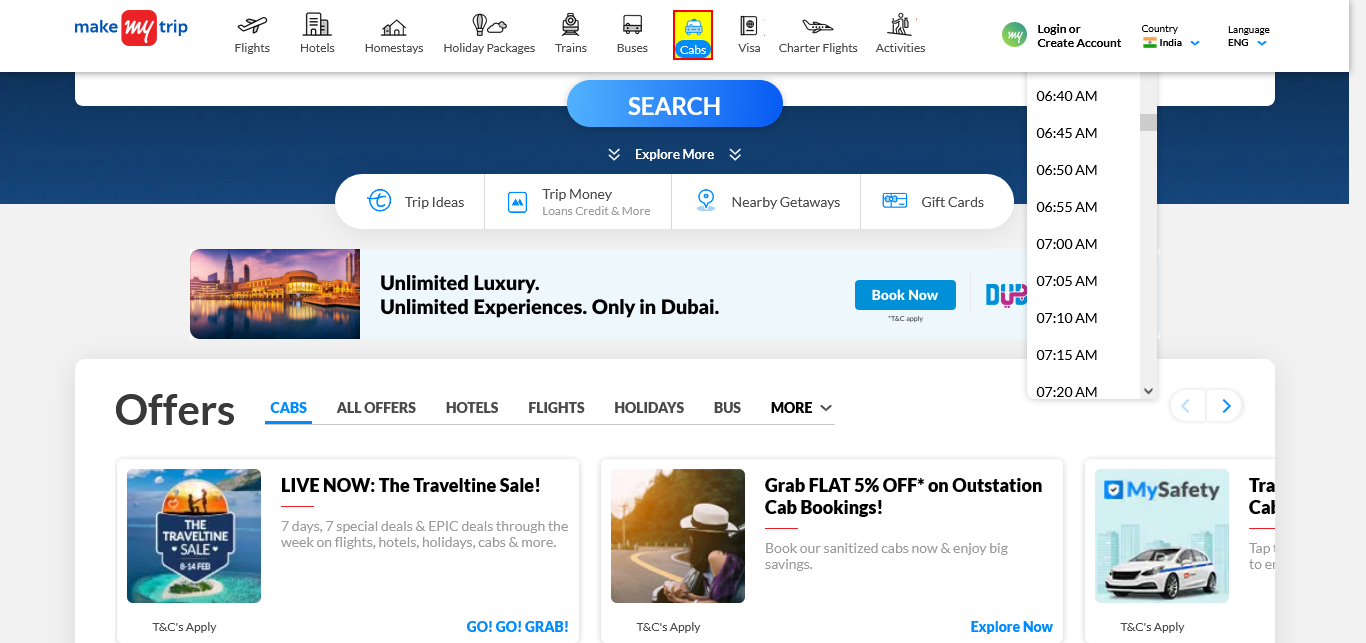 make my trip
Flights
Hotels
Homestays
Holiday Packages
Trains
Buses
Cabs
Visa
Charter Flights
Activities
my
Login or
Create Account
Country
India
Language
ENG
SEARCH
Explore More
Trip Ideas
Trip Money
Loans Credit & More
Nearby Getaways
Gift Cards
06:40 AM
06:45 AM
06:50 AM
06:55 AM
07:00 AM
07:05 AM
07:10 AM
07:15 AM
07:20 AM
Unlimited Luxury.
Unlimited Experiences. Only in Dubai.
Book Now
*T&C apply
DUB
Offers
CABS
ALL OFFERS
HOTELS
FLIGHTS
HOLIDAYS
BUS
MORE
THE
TRAVELTINE
SALE
8-14 FEB
LIVE NOW: The Traveltine Sale!
7 days, 7 special deals & EPIC deals through the
week on flights, hotels, holidays, cabs & more.
T&C's Apply
GO! GO! GRAB!
Grab FLAT 5% OFF* on Outstation
Cab Bookings!
Book our sanitized cabs now & enjoy big
savings.
T&C's Apply
Explore Now
MySafety
Tra
Cab
Tap t
to en
T&C's Apply